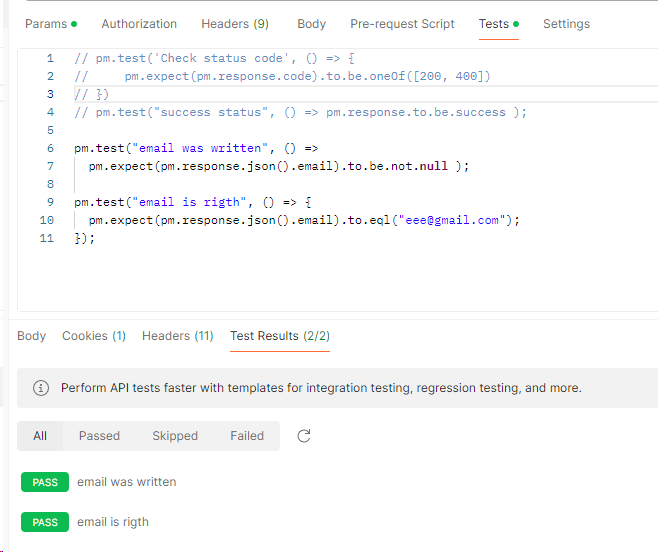 Params Authorization Headers (9) Body Pre-request Script Tests Settings
1 // pm.test('Check status code', () => {
2 //     pm.expect(pm.response.code).to.be.oneOf([200, 400])
3 // })
4 // pm.test("success status", () => pm.response.to.be.success );
5
6 pm.test("email was written", () =>
7   pm.expect(pm.response.json().email).to.be.not.null );
8
9 pm.test("email is rigth", () => {
10   pm.expect(pm.response.json().email).to.eql("eee@gmail.com");
11 });
Body Cookies (1) Headers (11) Test Results (2/2)
Perform API tests faster with templates for integration testing, regression testing, and more.
All Passed Skipped Failed
PASS email was written
PASS email is rigth